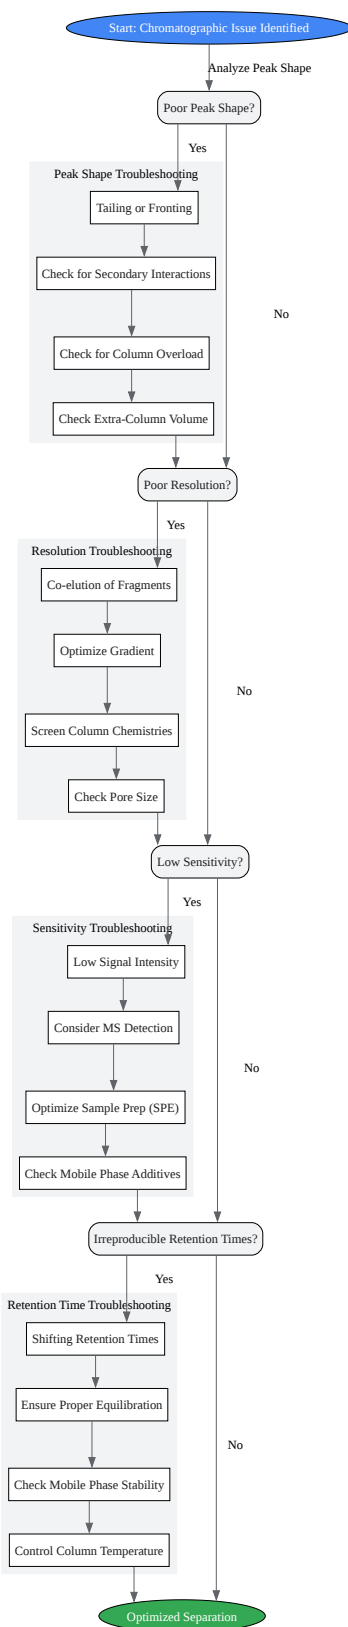 Start: Chromatographic Issue Identified
Analyze Peak Shape
Poor Peak Shape?
Yes
Peak Shape Troubleshooting
Tailing or Fronting
Check for Secondary Interactions
No
Check for Column Overload
Check Extra-Column Volume
Poor Resolution?
Yes
Resolution Troubleshooting
Co-elution of Fragments
Optimize Gradient
No
Screen Column Chemistries
Check Pore Size
Low Sensitivity?
Yes
Sensitivity Troubleshooting
Low Signal Intensity
Consider MS Detection
No
Optimize Sample Prep (SPE)
Check Mobile Phase Additives
Irreproducible Retention Times?
Yes
Retention Time Troubleshooting
Shifting Retention Times
Ensure Proper Equilibration
No
Check Mobile Phase Stability
Control Column Temperature
Optimized Separation